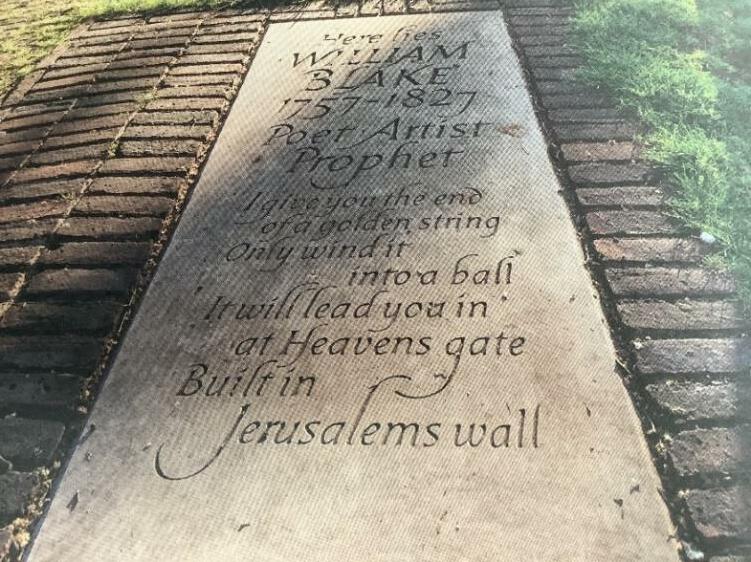 Here lies
WILLIAM
BLAKE
1757-1827
Poet Artist
Prophet
I give you the end
of a golden string
Only wind it
into a ball
It will lead you in
at Heavens gate
Built in
Jerusalems wall